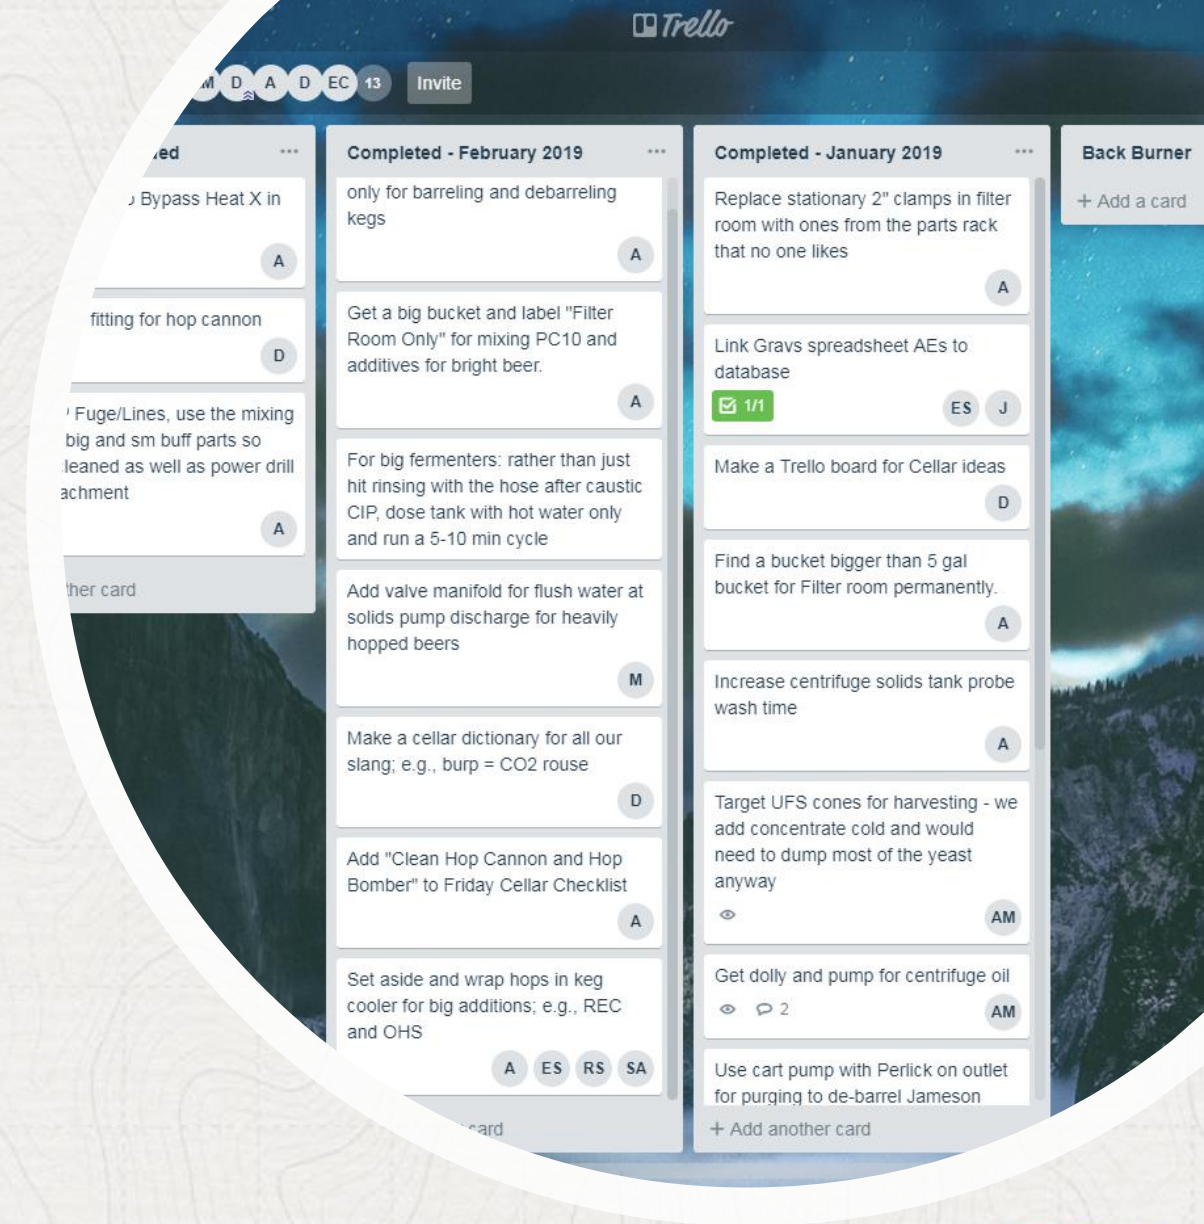 Trello
M D A D EC 13 Invite
Bypass Heat X in
A
fitting for hop cannon
D
Fuge/Lines, use the mixing
big and sm buff parts so
as well as power drill
A
card
Completed - February 2019
only for barreling and debarreling
kegs
A
Get a big bucket and label "Filter
Room Only" for mixing PC10 and
additives for bright beer.
A
For big fermenters: rather than just
hit rinsing with the hose after caustic
CIP, dose tank with hot water only
and run a 5-10 min cycle
Add valve manifold for flush water at
solids pump discharge for heavily
hopped beers
M
Make a cellar dictionary for all our
slang; e.g., burp = CO2 rouse
D
Add "Clean Hop Cannon and Hop
Bomber" to Friday Cellar Checklist
A
Set aside and wrap hops in keg
cooler for big additions; e.g., REC
and OHS
A ES RS SA
card
Completed - January 2019
Replace stationary 2" clamps in filter
room with ones from the parts rack
that no one likes
A
Link Gravs spreadsheet AEs to
database
1/1 ES J
Make a Trello board for Cellar ideas
D
Find a bucket bigger than 5 gal
bucket for Filter room permanently.
A
Increase centrifuge solids tank probe
wash time
A
Target UFS cones for harvesting - we
add concentrate cold and would
need to dump most of the yeast
anyway
AM
Get dolly and pump for centrifuge oil
2 AM
Use cart pump with Perlick on outlet
for purging to de-barrel Jameson
+ Add another card
Back Burner
+ Add a card